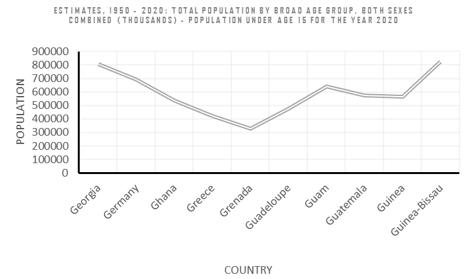 ESTIMATES, 1950 - 2020: TOTAL POPULATION BY BROAD AGE GROUP, BOTH SEXES
COMBINED (THOUSANDS) - POPULATION UNDER AGE 15 FOR THE YEAR 2020
900000
800000
700000
600000
500000
400000
300000
200000
100000
0
POPULATION
Georgia
Germany
Ghana
Greece
Grenada
Guadeloupe
Guam
Guatemala
Guinea
Guinea-Bissau
COUNTRY